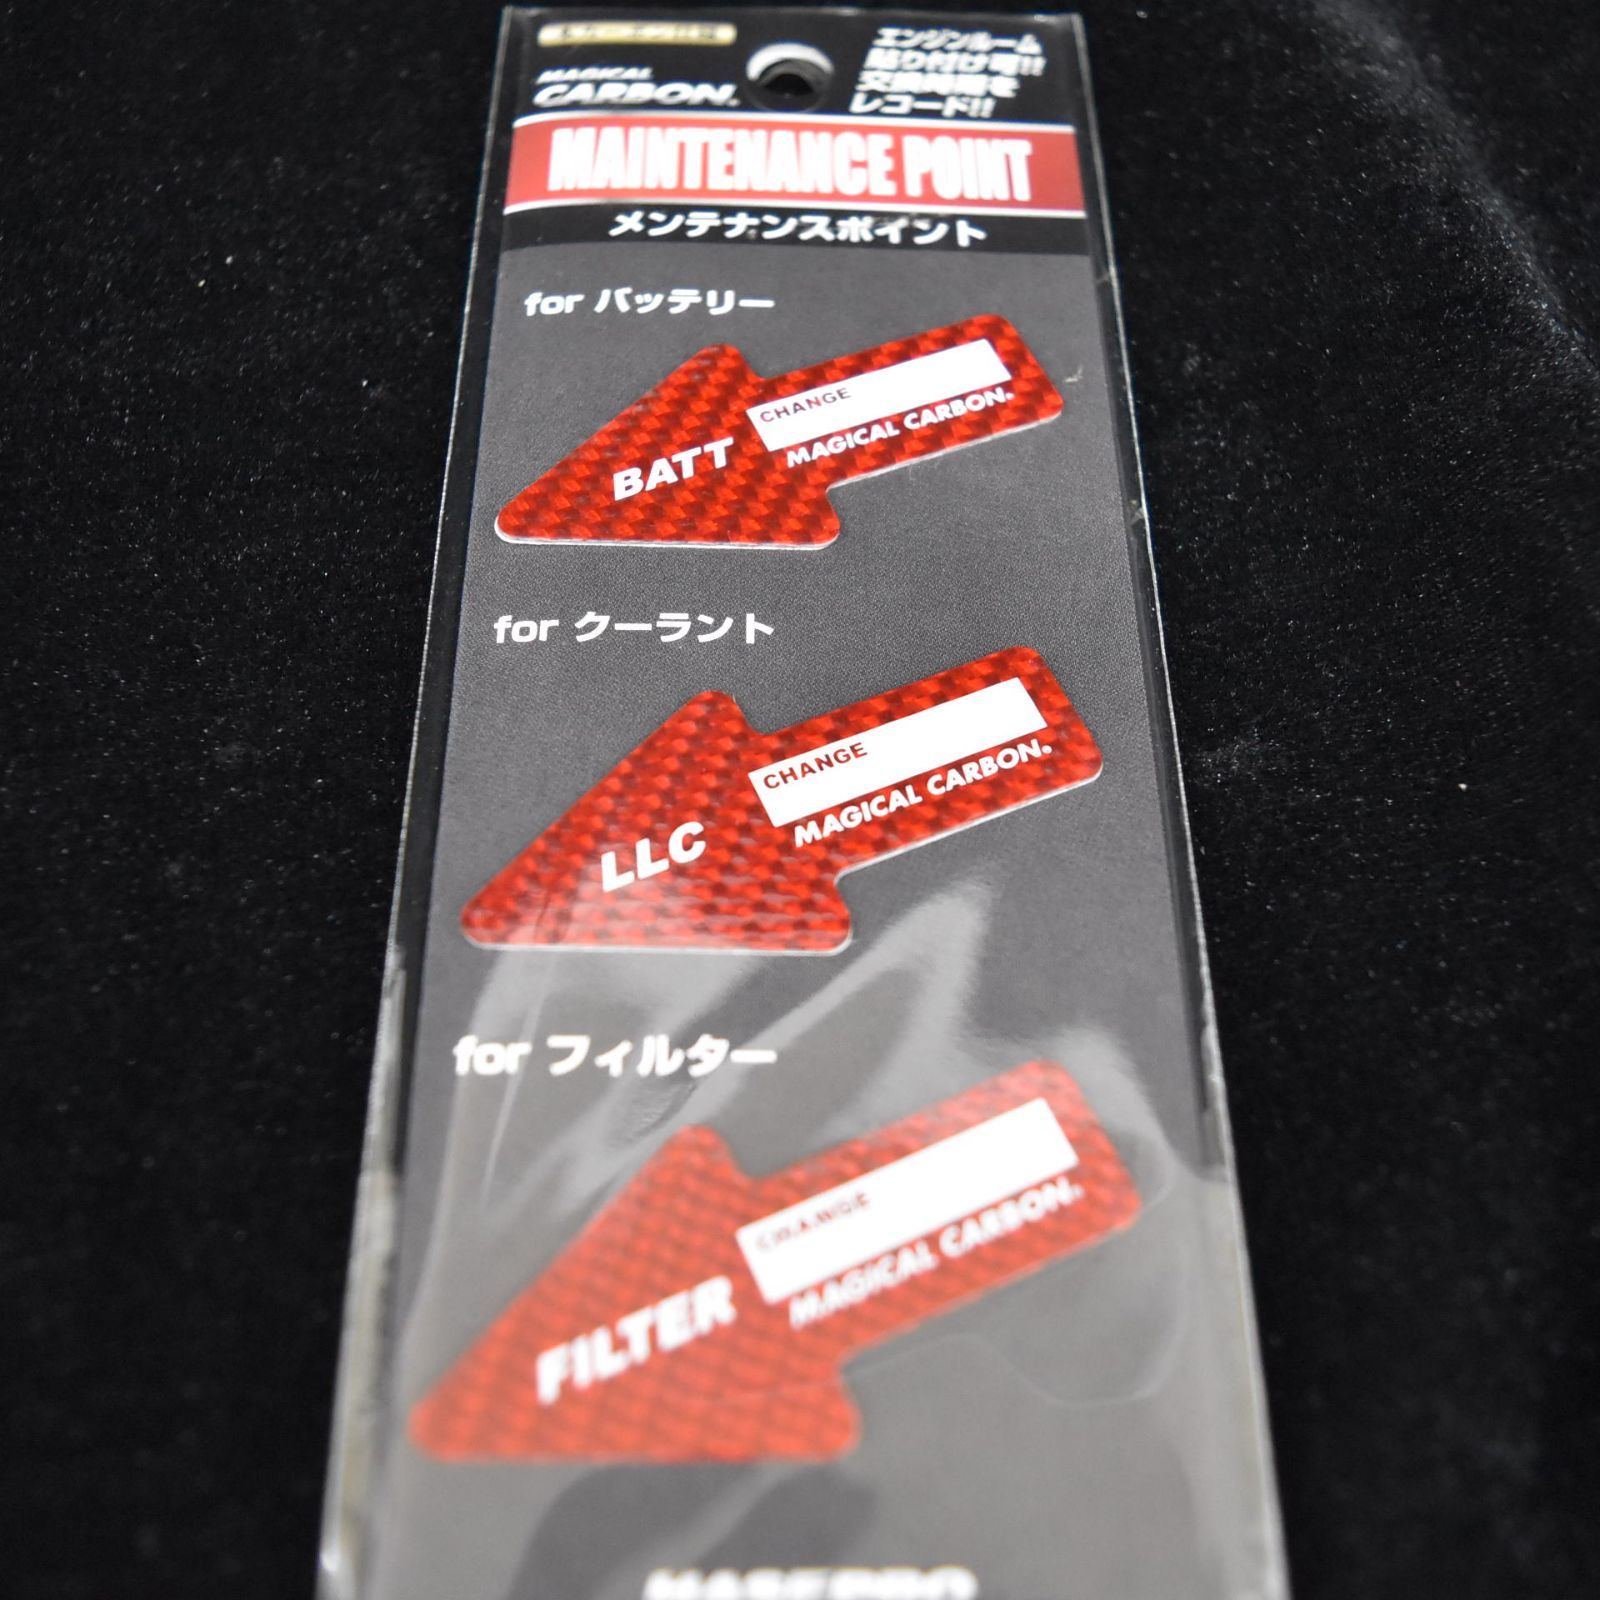 MAGICAL
CARBON.
エンジンルーム
貼り付け可!!
交換時期を
レコード!!
MAINTENANCE POINT
メンテナンスポイント
for バッテリー
CHANGE
BATT
MAGICAL CARBON®
for クーラント
CHANGE
LLC
MAGICAL CARBON®
for フィルター
CHANGE
FILTER
MAGICAL CARBON®
HASEPRO